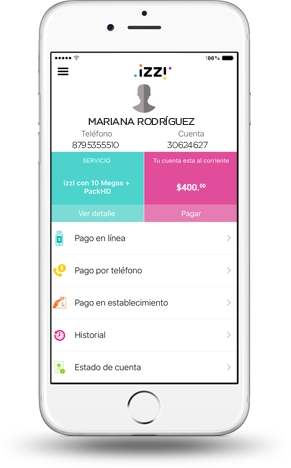 100%
izzi
MARIANA RODRÍGUEZ
Teléfono Cuenta
8795355510 30624627
SERVICIO Tu cuenta esta al corriente
izzi con 10 Megas +
PackHD
$400.00
Ver detalle Pagar
Pago en línea
Pago por teléfono
Pago en establecimiento
Historial
Estado de cuenta